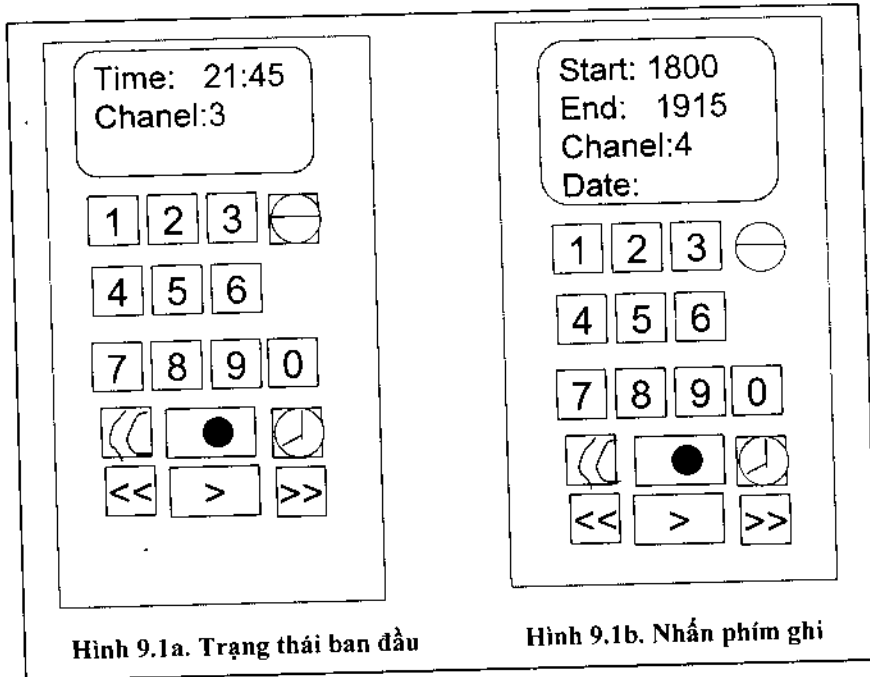 Time: 21:45
Chanel:3
1 2 3
4 5 6
7 8 9 0
<< > >>
Hình 9.1a. Trạng thái ban đầu
Start: 1800
End: 1915
Chanel:4
Date:
1 2 3
4 5 6
7 8 9 0
<< > >>
Hình 9.1b. Nhấn phím ghi